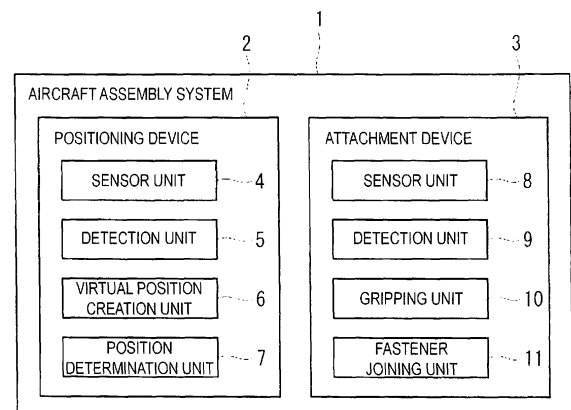 1
2
3
AIRCRAFT ASSEMBLY SYSTEM
POSITIONING DEVICE
SENSOR UNIT
4
DETECTION UNIT
5
VIRTUAL POSITION
CREATION UNIT
6
POSITION
DETERMINATION UNIT
7
ATTACHMENT DEVICE
SENSOR UNIT
8
DETECTION UNIT
9
GRIPPING UNIT
10
FASTENER
JOINING UNIT
11